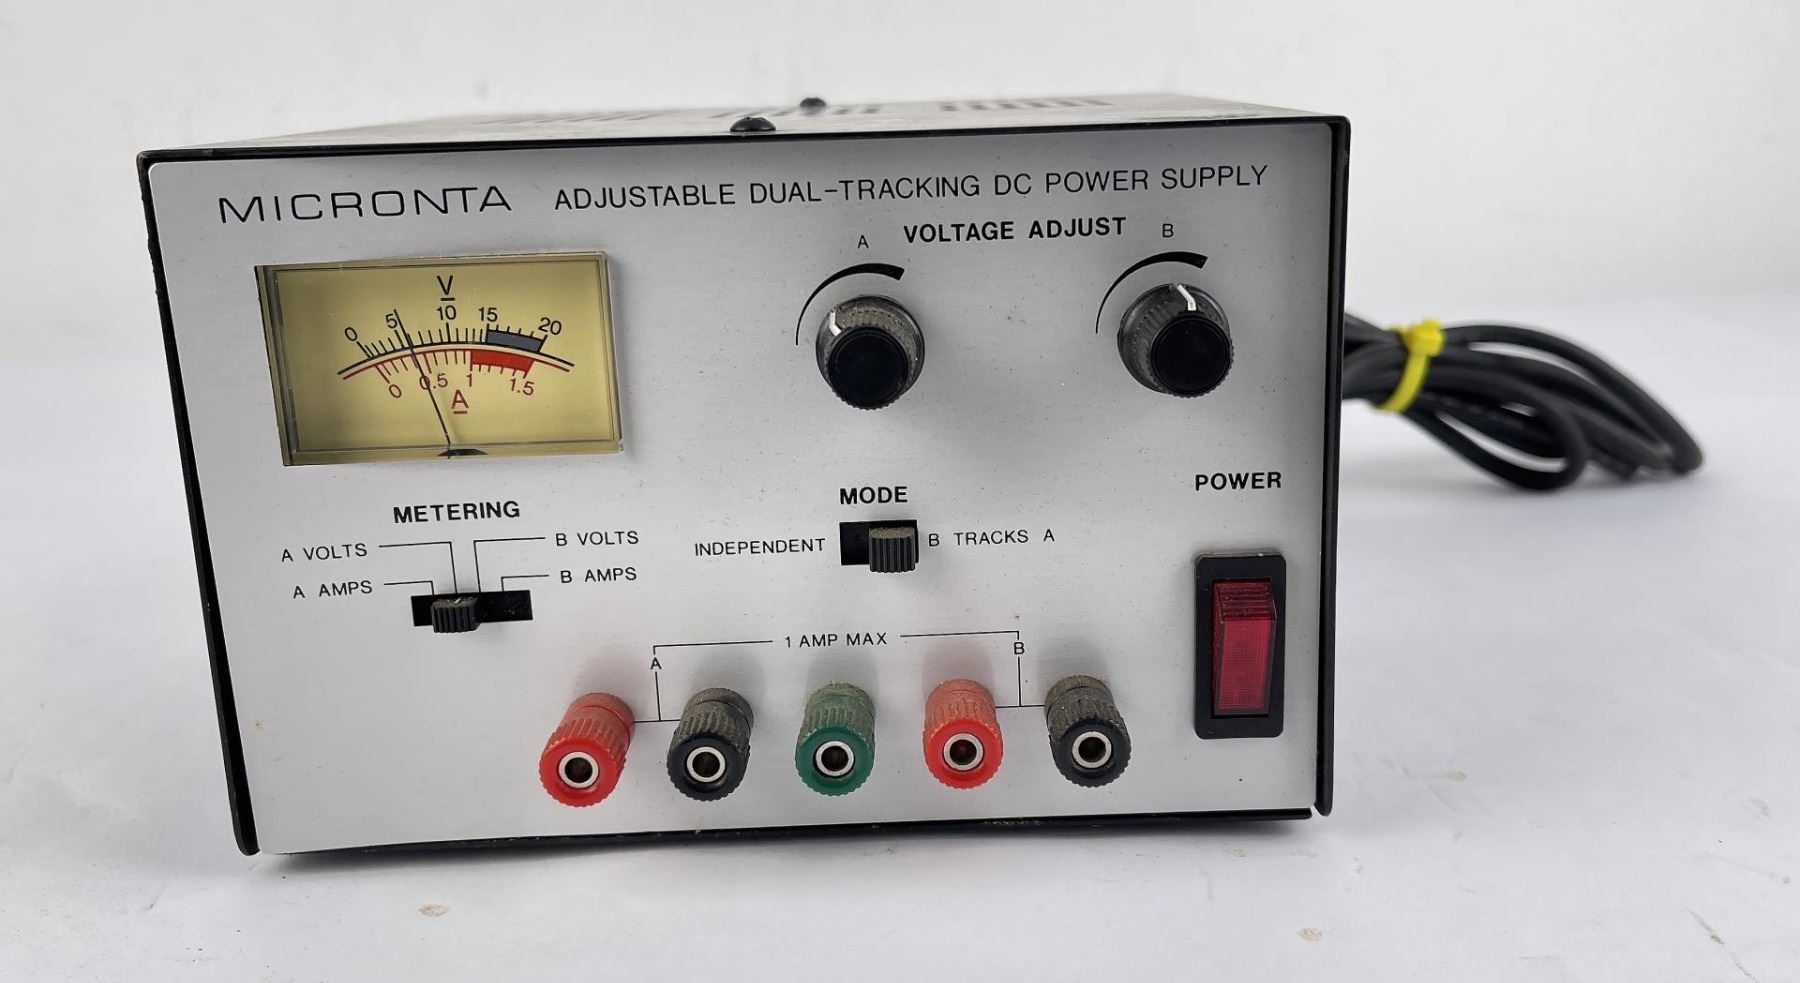 MICRONTA ADJUSTABLE DUAL-TRACKING DC POWER SUPPLY
A VOLTAGE ADJUST B
V
0 5 10 15 20
0 0.5 1 1.5
A
METERING
A VOLTS B VOLTS
A AMPS B AMPS
MODE
INDEPENDENT B TRACKS A
POWER
1 AMP MAX
A B